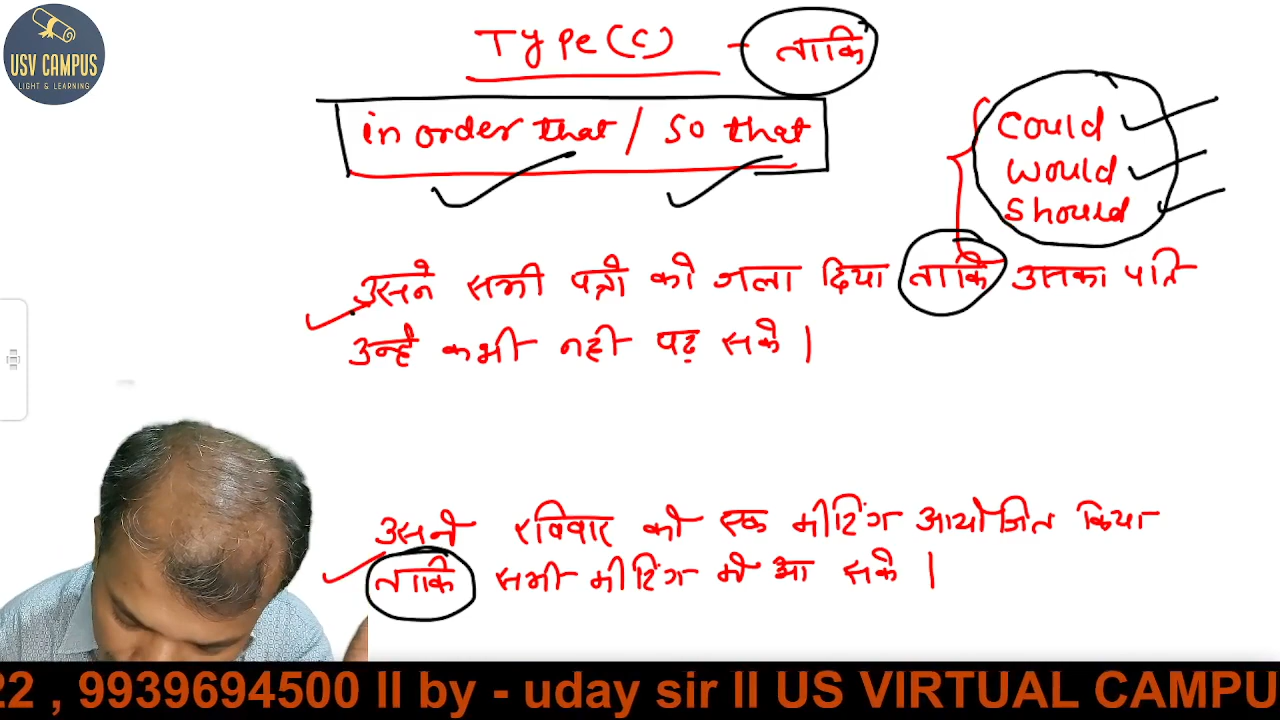 USV CAMPUS
LIGHT & LEARNING
Type (C) - ताकि
in order that / So that
Could
Would
Should
उसने सभी पत्रो को जला दिया ताकि उसका पति
उन्हे कभी नही पढ़ सके।
उसने रविवार को एक मीटिंग आयोजित किया
ताकि सभी मीटिंग मे आ सके।
22 , 9939694500 II by - uday sir II US VIRTUAL CAMPU